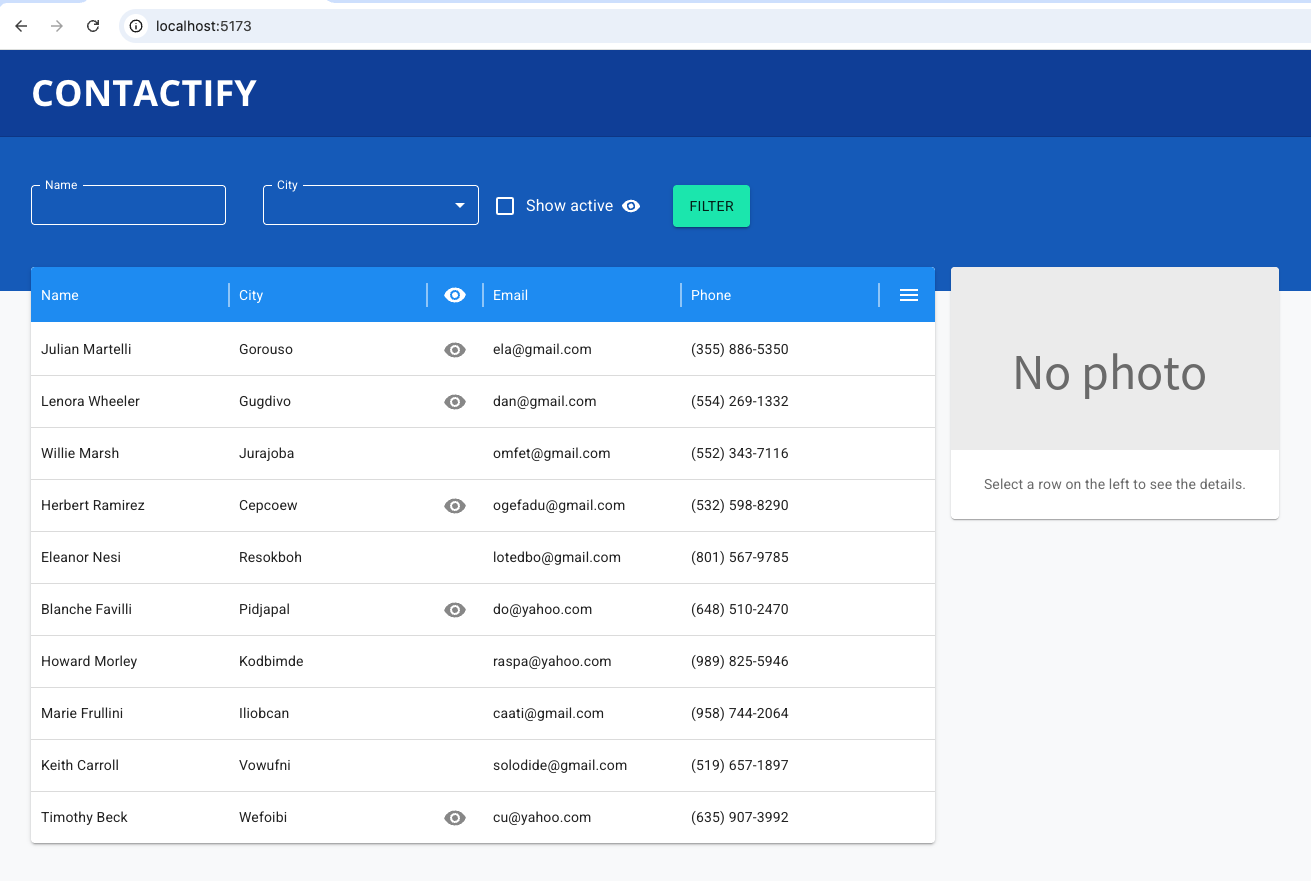 localhost:5173
CONTACTIFY
Name
City
Show active
FILTER
Name City Email Phone
Julian Martelli Gorouso ela@gmail.com (355) 886-5350
Lenora Wheeler Gugdivo dan@gmail.com (554) 269-1332
Willie Marsh Jurajoba omfet@gmail.com (552) 343-7116
Herbert Ramirez Cepcoew ogefadu@gmail.com (532) 598-8290
Eleanor Nesi Resokboh lotedbo@gmail.com (801) 567-9785
Blanche Favilli Pidjapal do@yahoo.com (648) 510-2470
Howard Morley Kodbimde raspa@yahoo.com (989) 825-5946
Marie Frullini Iliobcan caati@gmail.com (958) 744-2064
Keith Carroll Vowufni solodide@gmail.com (519) 657-1897
Timothy Beck Wefoibi cu@yahoo.com (635) 907-3992
No photo
Select a row on the left to see the details.